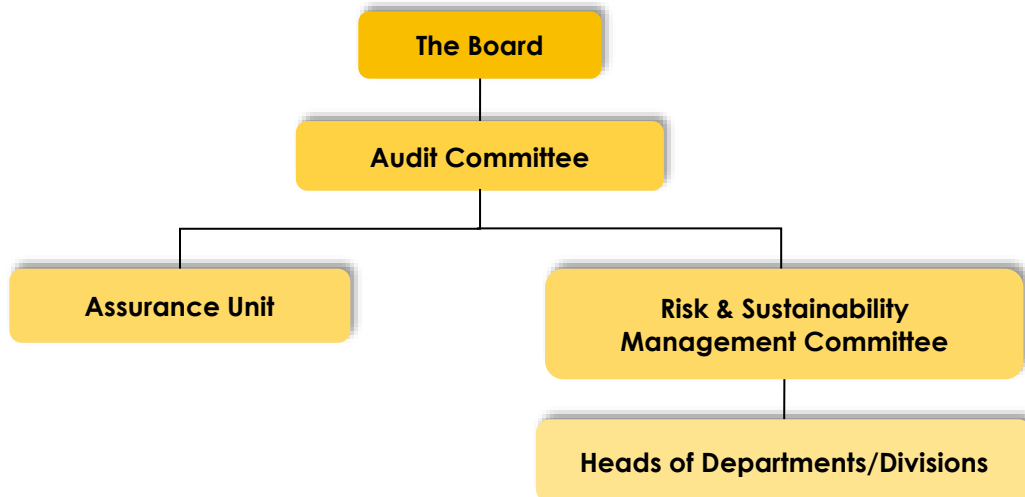 The Board
Audit Committee
Assurance Unit
Risk & Sustainability
Management Committee
Heads of Departments/Divisions